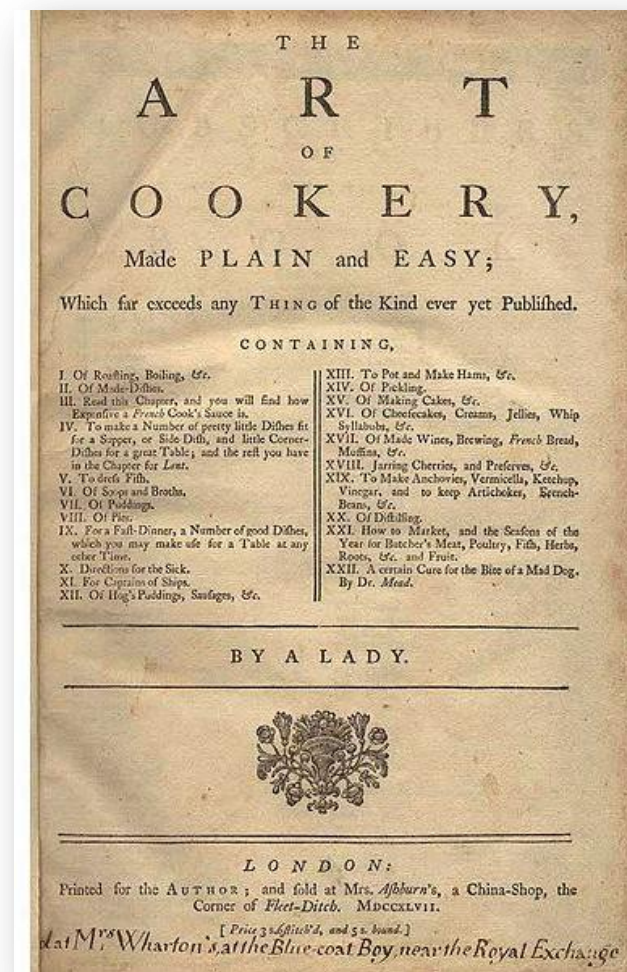 THE
ART
OF
COOKERY,
Made PLAIN and EASY;
Which far exceeds any THING of the Kind ever yet Publiſhed.
CONTAINING,
I. Of Roaſting, Boiling, &c.
II. Of Made-Diſhes.
III. Read this Chapter, and you will find how
Expenſive a French Cook's Sauce is.
IV. To make a Number of pretty little Diſhes fit
for a Supper, or Side-Diſh, and little Corner-
Diſhes for a great Table; and the reſt you have
in the Chapter for Lent.
V. To dreſs Fiſh.
VI. Of Soops and Broths.
VII. Of Puddings.
VIII. Of Pies.
IX. For a Faſt-Dinner, a Number of good Diſhes,
which you may make uſe for a Table at any
other Time.
X. Directions for the Sick.
XI. For Captains of Ships.
XII. Of Hog's Puddings, Sauſages, &c.
XIII. To Pot and Make Hams, &c.
XIV. Of Pickling.
XV. Of Making Cakes, &c.
XVI. Of Cheeſecakes, Creams, Jellies, Whip
Syllabubs, &c.
XVII. Of Made Wines, Brewing, French Bread,
Muffins, &c.
XVIII. Jarring Cherries, and Preſerves, &c.
XIX. To Make Anchovies, Vermicella, Ketchup,
Vinegar, and to keep Artichokes, French-
Beans, &c.
XX. Of Diſtilling.
XXI. How to Market, and the Seaſons of the
Year for Butcher's Meat, Poultry, Fiſh, Herbs,
Roots, &c. and Fruit.
XXII. A certain Cure for the Bite of a Mad Dog.
By Dr. Mead.
BY A LADY.
LONDON:
Printed for the AUTHOR; and ſold at Mrs. Aſhburn's, a China-Shop, the
Corner of Fleet-Ditch. MDCCXLVII.
[ Price 3 s. ſtitch'd, and 5 s. bound. ]
at Mrs Wharton's, at the Blue-coat Boy, near the Royal Exchange